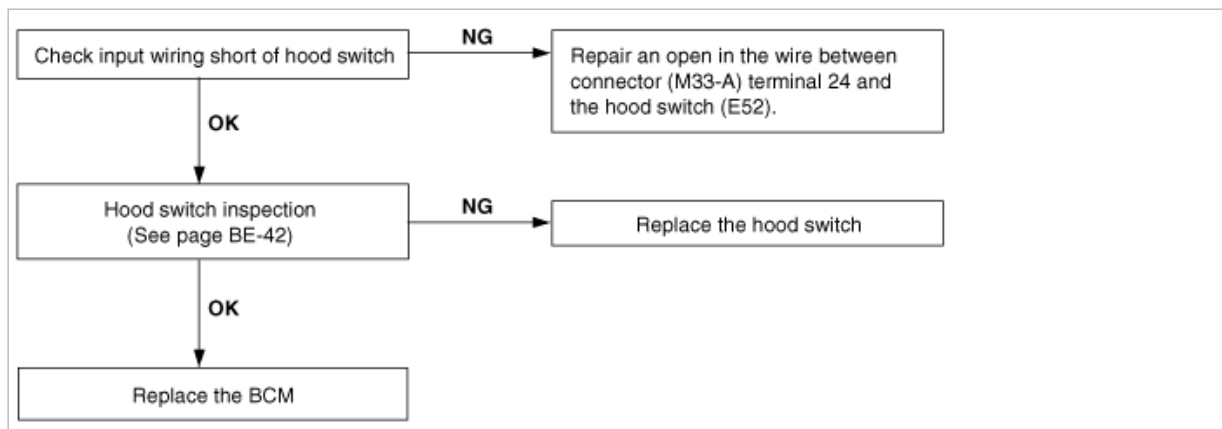 Check input wiring short of hood switch
NG
Repair an open in the wire between
connector (M33-A) terminal 24 and
the hood switch (E52).
OK
Hood switch inspection
(See page BE-42)
NG
Replace the hood switch
OK
Replace the BCM